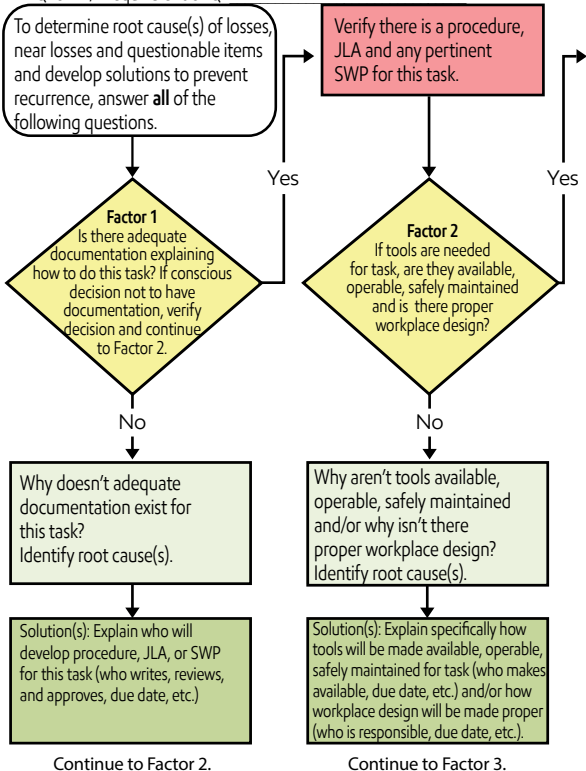 To determine root cause(s) of losses,
near losses and questionable items
and develop solutions to prevent
recurrence, answer all of the
following questions.
Verify there is a procedure,
JLA and any pertinent
SWP for this task.
Yes
Yes
Factor 1
Is there adequate
documentation explaining
how to do this task? If conscious
decision not to have
documentation, verify
decision and continue
to Factor 2.
Factor 2
If tools are needed
for task, are they available,
operable, safely maintained
and is there proper
workplace design?
No
No
Why doesn't adequate
documentation exist for
this task?
Identify root cause(s).
Why aren't tools available,
operable, safely maintained
and/or why isn't there
proper workplace design?
Identify root cause(s).
Solution(s): Explain who will
develop procedure, JLA, or SWP
for this task (who writes, reviews,
and approves, due date, etc.)
Solution(s): Explain specifically how
tools will be made available, operable,
safely maintained for task (who makes
available, due date, etc.) and/or how
workplace design will be made proper
(who is responsible, due date, etc.).
Continue to Factor 2.
Continue to Factor 3.